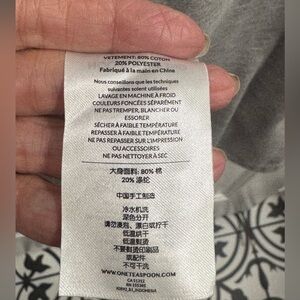 VÊTEMENT: 80% COTON
20% POLYESTER
Fabriqué à la main en Chine
Nous conseillons que les techniques
suivantes soient utilisées
LAVAGE EN MACHINE À FROID
COULEURS FONCÉES SÉPARÉMENT
NE PAS TREMPER, BLANCHIR OU
ESSORER
SÉCHER À FAIBLE TEMPÉRATURE
REPASSER À FAIBLE TEMPÉRATURE
NE PAS REPASSER SUR L'IMPRESSION
OU ACCESSOIRES
NE PAS NETTOYER À SEC
大身面料: 80% 棉
20% 涤纶
中国手工制造
冷水机洗
深色分开
请勿浸泡、漂白或拧干
低温烘干
低温熨烫
不要熨烫印刷品
或配件
不可干洗
WWW.ONETEASPOON.COM